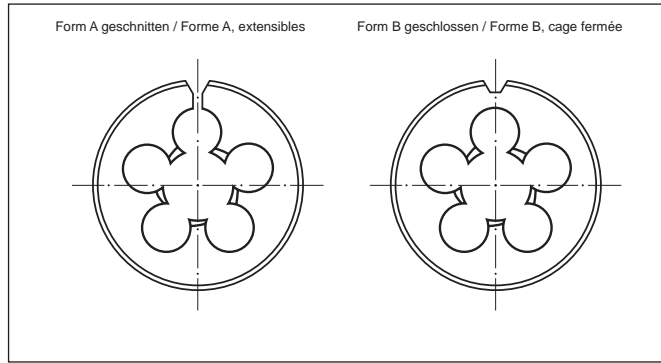 Form A geschnitten / Forme A, extensibles
Form B geschlossen / Forme B, cage fermée